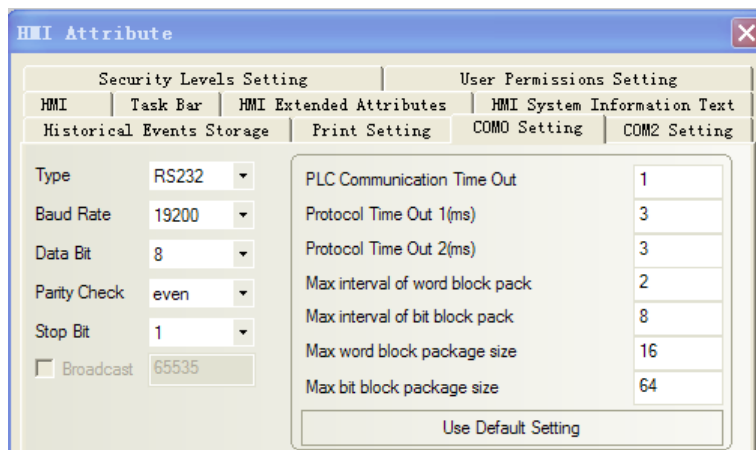 HMI Attribute
Security Levels Setting User Permissions Setting
HMI Task Bar HMI Extended Attributes HMI System Information Text
Historical Events Storage Print Setting COM0 Setting COM2 Setting
Type RS232
Baud Rate 19200
Data Bit 8
Parity Check even
Stop Bit 1
Broadcast 65535
PLC Communication Time Out 1
Protocol Time Out 1(ms) 3
Protocol Time Out 2(ms) 3
Max interval of word block pack 2
Max interval of bit block pack 8
Max word block package size 16
Max bit block package size 64
Use Default Setting